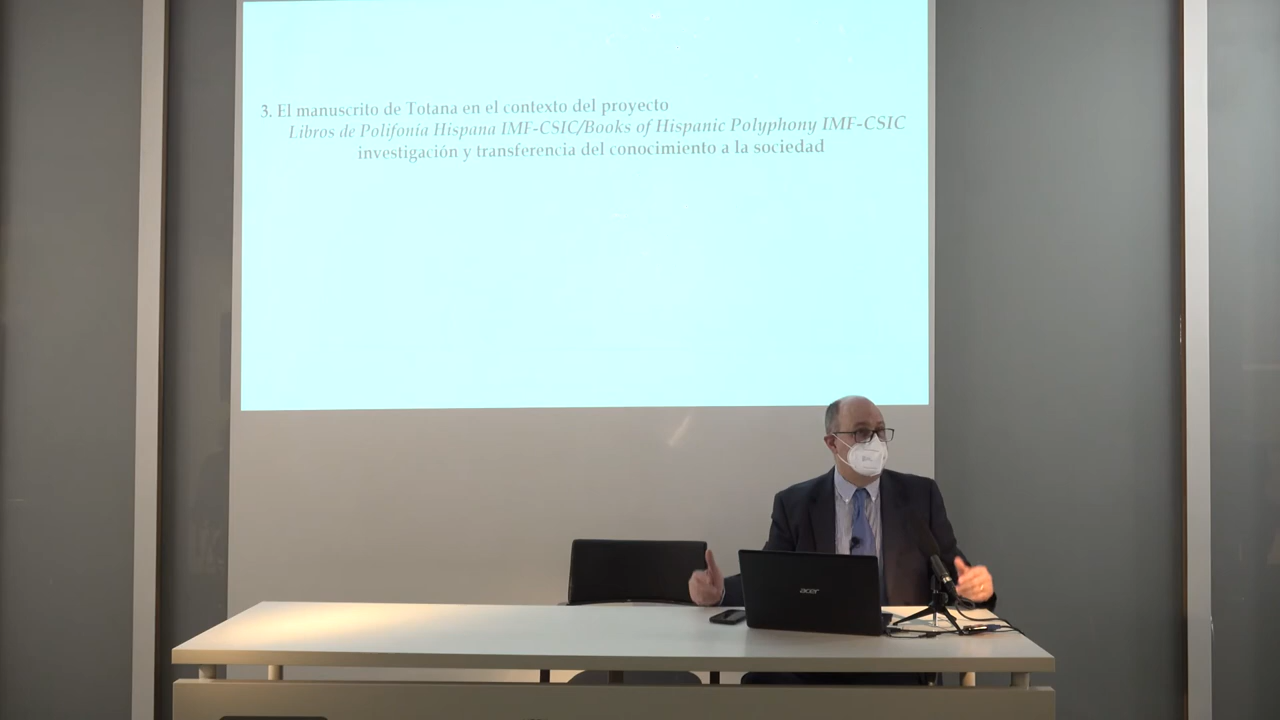 3. El manuscrito de Totana en el contexto del proyecto
Libros de Polifonía Hispana IMF-CSIC/Books of Hispanic Polyphony IMF-CSIC
investigación y transferencia del conocimiento a la sociedad
acer